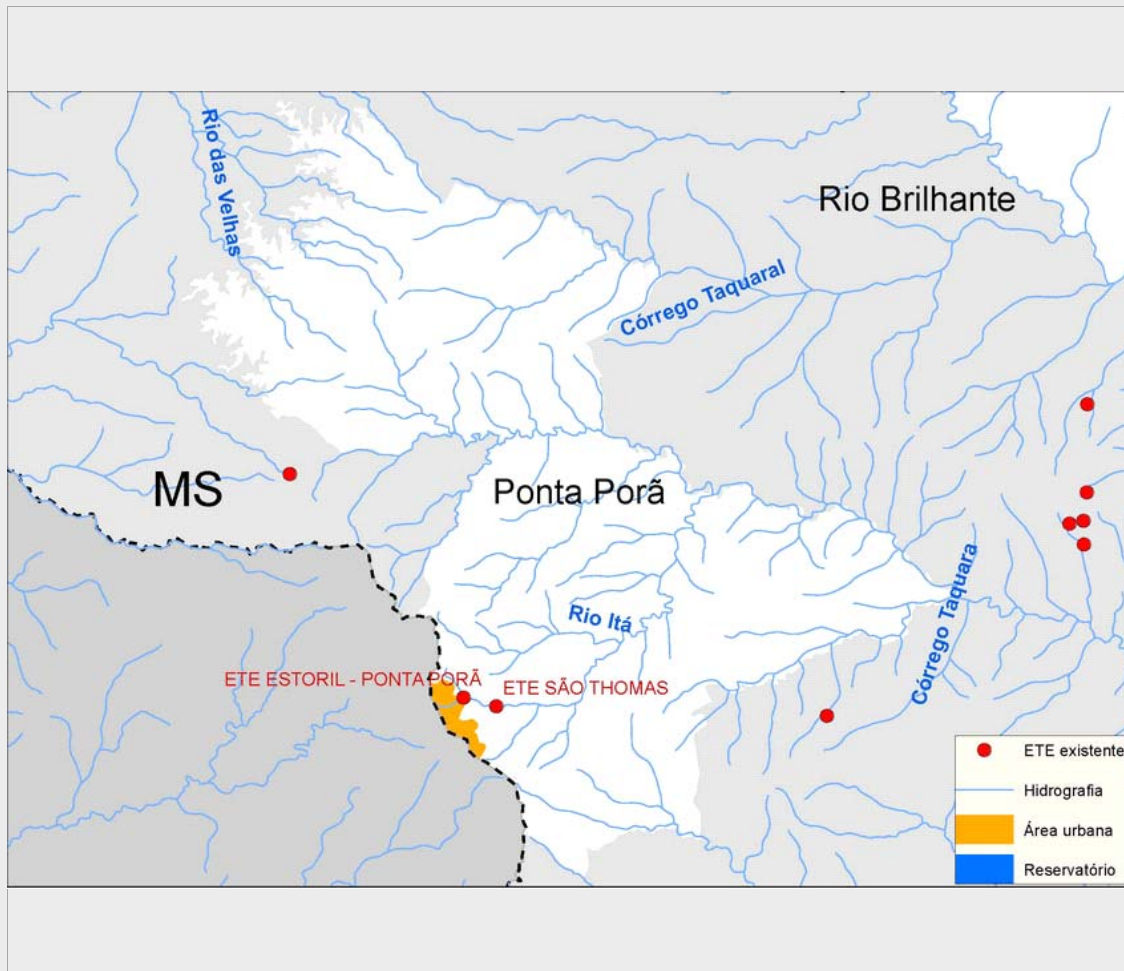 Rio das Velhas
Rio Brilhante
Córrego Taquaral
MS
Ponta Porã
Córrego Taquara
Rio Itá
ETE ESTORIL - PONTA PORÃ
ETE SÃO THOMAS
ETE existente
Hidrografia
Área urbana
Reservatório